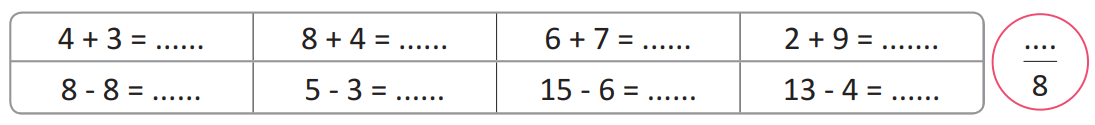 4 + 3 = ...... 8 + 4 = ...... 6 + 7 = ...... 2 + 9 = .......
8 - 8 = ...... 5 - 3 = ...... 15 - 6 = ...... 13 - 4 = ......
....
8